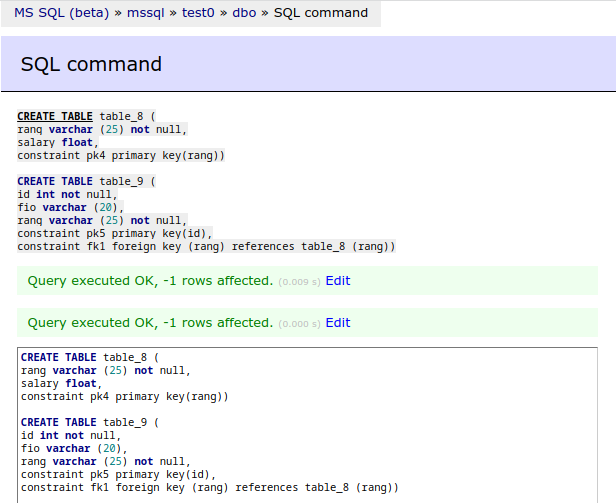 MS SQL (beta) » mssql » test0 » dbo » SQL command
SQL command
CREATE TABLE table_8 (
rang varchar (25) not null,
salary float,
constraint pk4 primary key(rang))
CREATE TABLE table_9 (
id int not null,
fio varchar (20),
rang varchar (25) not null,
constraint pk5 primary key(id),
constraint fk1 foreign key (rang) references table_8 (rang))
Query executed OK, -1 rows affected. (0.009 s) Edit
Query executed OK, -1 rows affected. (0.000 s) Edit
CREATE TABLE table_8 (
rang varchar (25) not null,
salary float,
constraint pk4 primary key(rang))
CREATE TABLE table_9 (
id int not null,
fio varchar (20),
rang varchar (25) not null,
constraint pk5 primary key(id),
constraint fk1 foreign key (rang) references table_8 (rang))